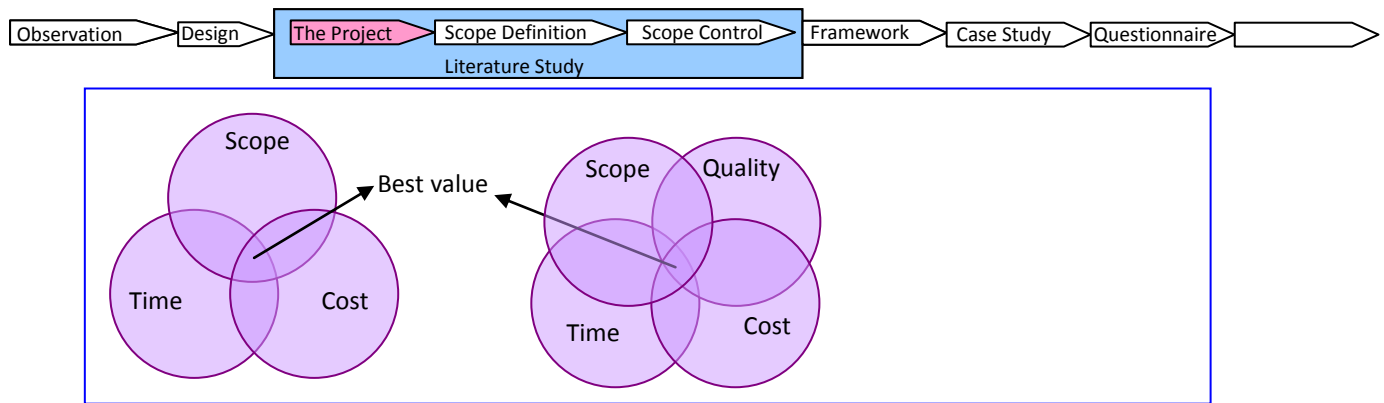 Observation
Design
The Project
Scope Definition
Scope Control
Framework
Case Study
Questionnaire
Literature Study
Scope
Time
Cost
Best value
Scope
Quality
Time
Cost